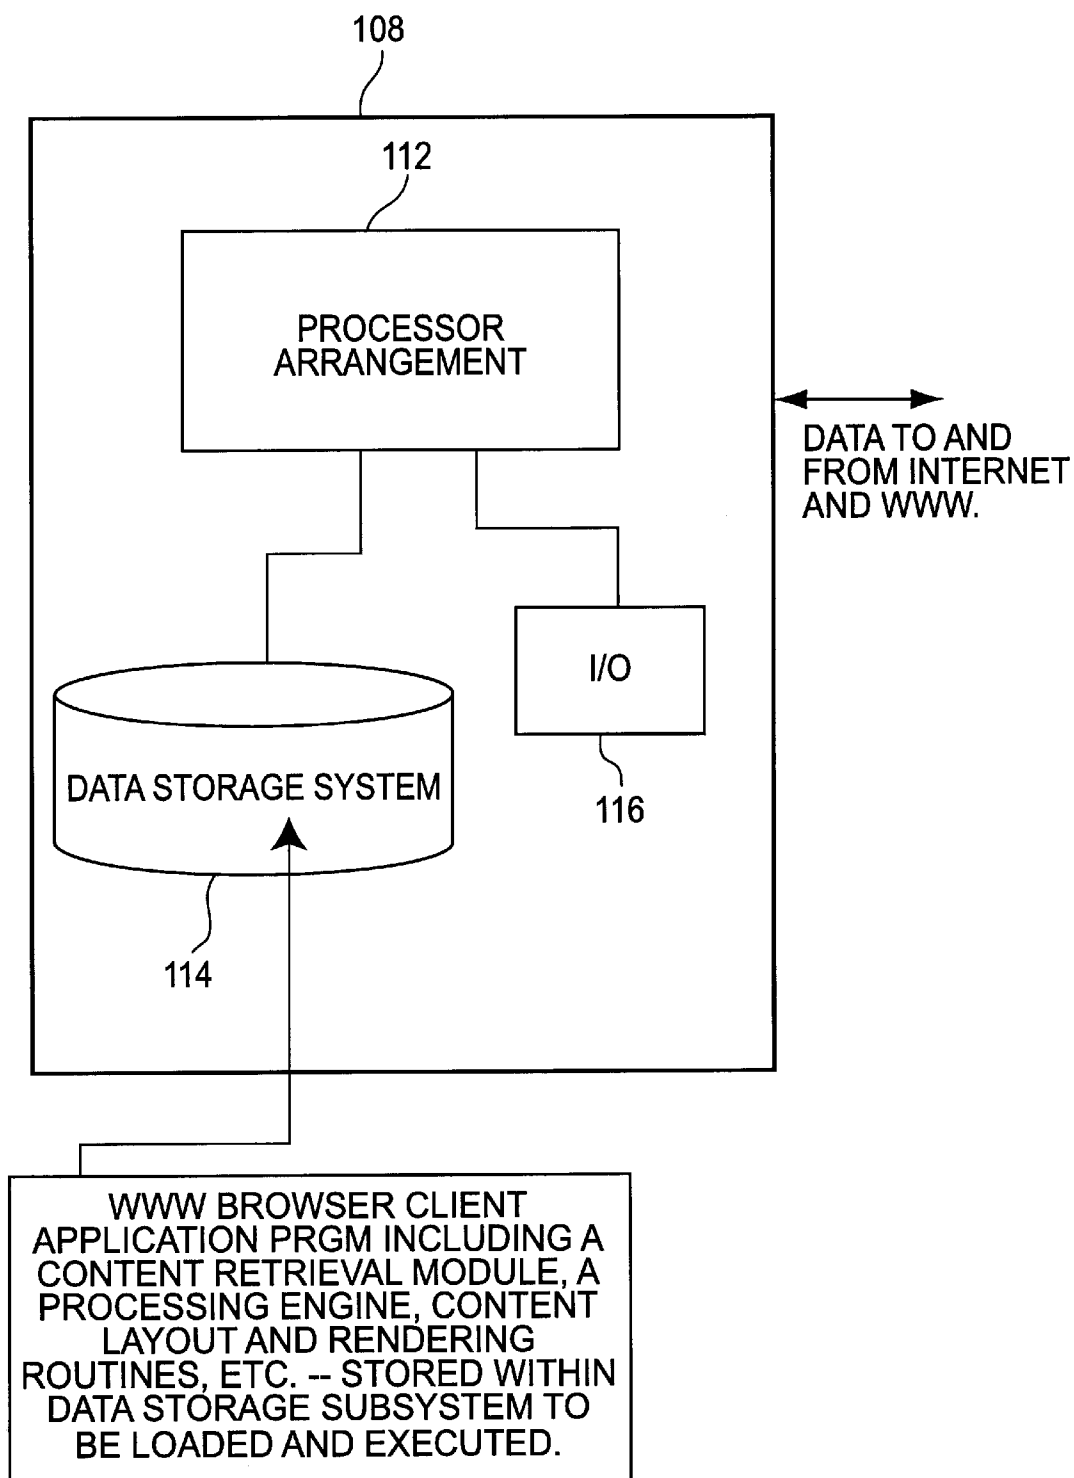 108
112
PROCESSOR
ARRANGEMENT
DATA TO AND
FROM INTERNET
AND WWW.
I/O
DATA STORAGE SYSTEM
116
114
WWW BROWSER CLIENT
APPLICATION PRGM INCLUDING A
CONTENT RETRIEVAL MODULE, A
PROCESSING ENGINE, CONTENT
LAYOUT AND RENDERING
ROUTINES, ETC. -- STORED WITHIN
DATA STORAGE SUBSYSTEM TO
BE LOADED AND EXECUTED.